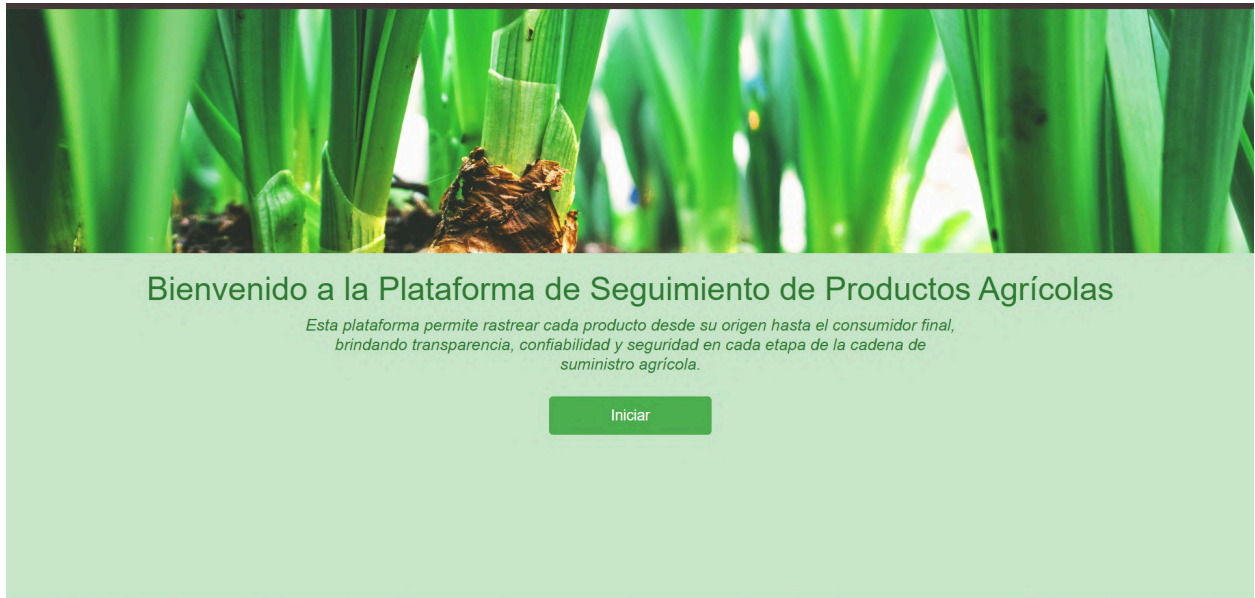 Bienvenido a la Plataforma de Seguimiento de Productos Agrícolas
Esta plataforma permite rastrear cada producto desde su origen hasta el consumidor final,
brindando transparencia, confiabilidad y seguridad en cada etapa de la cadena de
suministro agrícola.
Iniciar